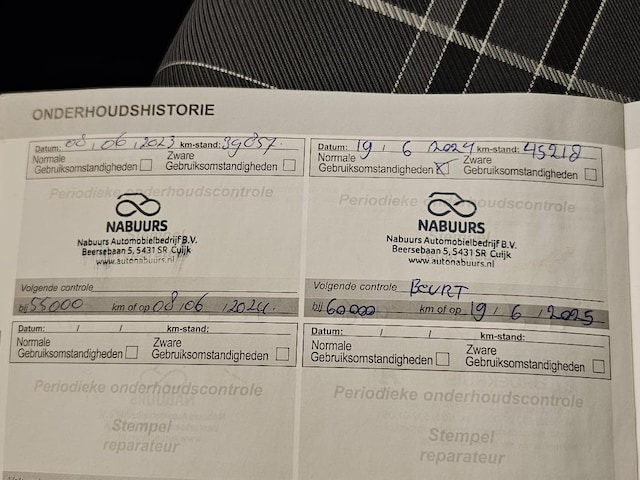 ONDERHOUDSHISTORIE
Datum: 08, 06, 2023 km-stand: 39857.
Normale Gebruiksomstandigheden Zware Gebruiksomstandigheden
Periodieke onderhoudscontrole
NABUURS
Nabuurs Automobielbedrijf B.V.
Beersebaan 5, 5431 SR Cuijk
www.autonabuurs.nl
Volgende controle
bij 55000 km of op 08, 06, 2024.
Datum: / / km-stand:
Normale Gebruiksomstandigheden Zware Gebruiksomstandigheden
Periodieke onderhoudscontrole
Stempel
reparateur
Volgende controle
Datum: 19, 6, 2024 km-stand: 45218
Normale Gebruiksomstandigheden X Zware Gebruiksomstandigheden
Periodieke onderhoudscontrole
NABUURS
Nabuurs Automobielbedrijf B.V.
Beersebaan 5, 5431 SR Cuijk
www.autonabuurs.nl
Volgende controle BEURT
bij 60000 km of op 19, 6, 2025
Datum: / / km-stand:
Normale Gebruiksomstandigheden Zware Gebruiksomstandigheden
Periodieke onderhoudscontrole
Stempel
reparateur